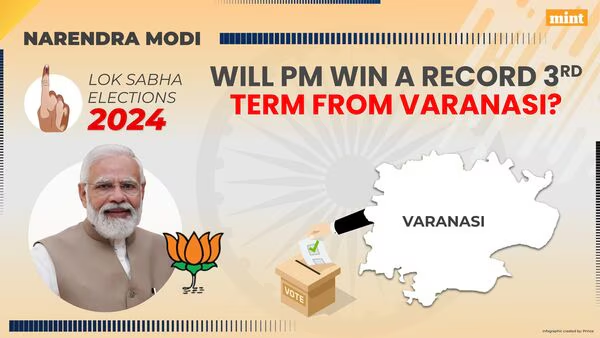 mint
NARENDRA MODI
LOK SABHA
ELECTIONS
2024
WILL PM WIN A RECORD 3RD
TERM FROM VARANASI?
VARANASI
VOTE
Infographic created by: Prince